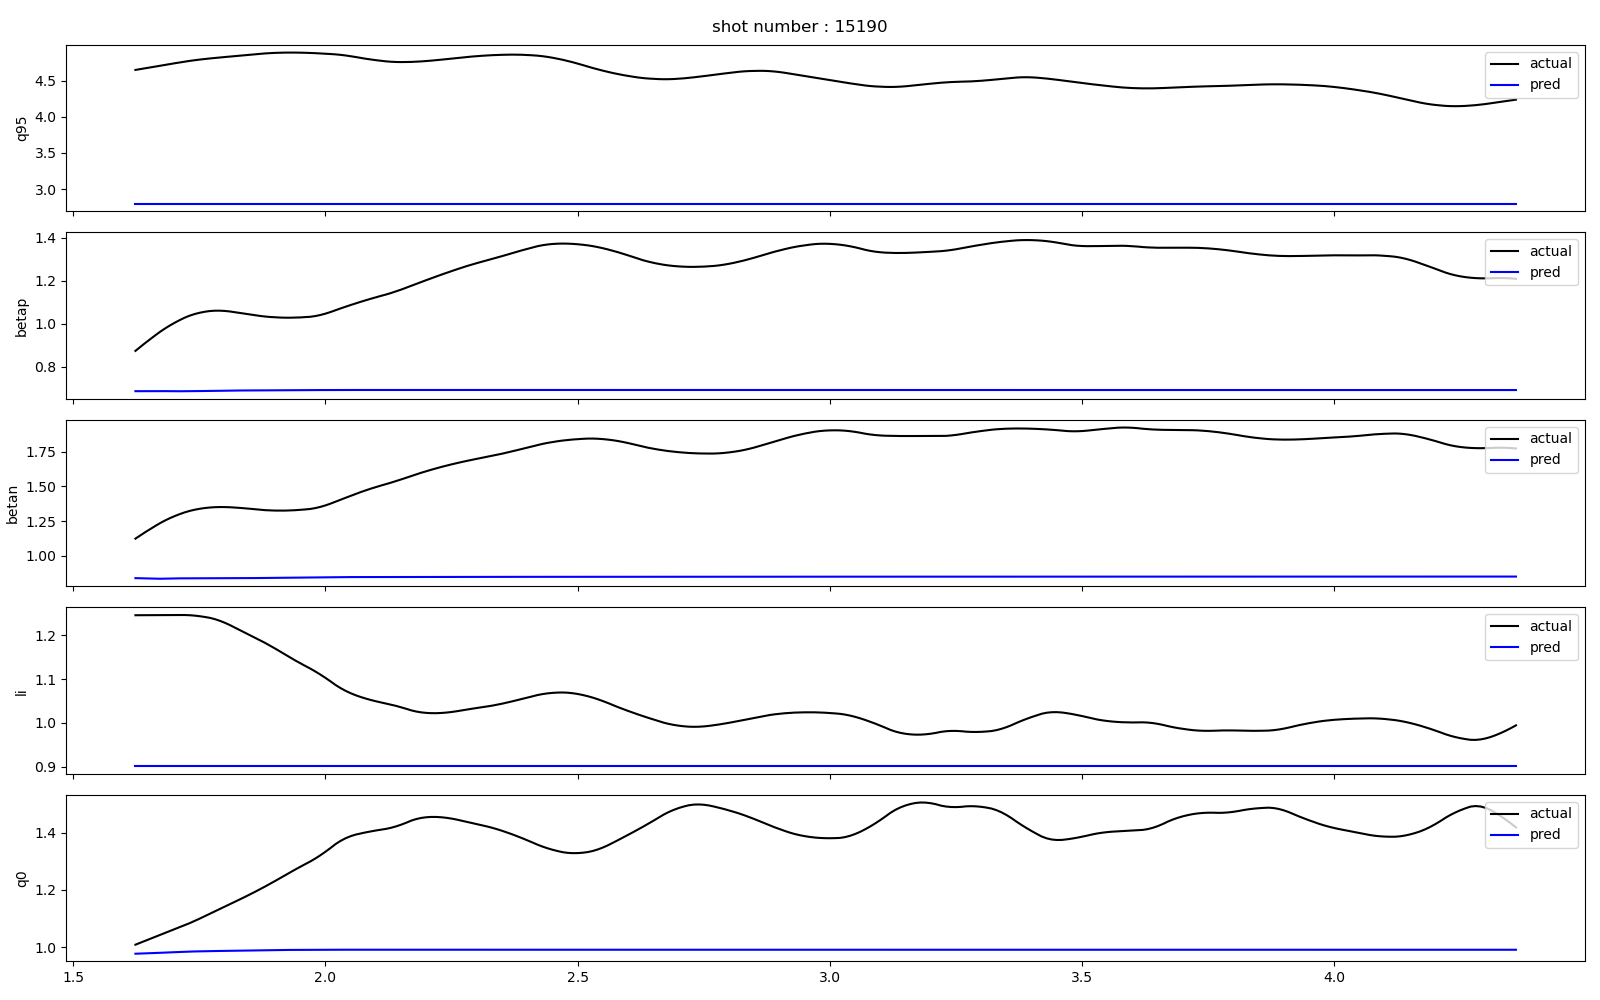 shot number : 15190
q95
4.5
4.0
3.5
3.0
actual
pred
betap
1.4
1.2
1.0
0.8
actual
pred
betan
1.75
1.50
1.25
1.00
actual
pred
li
1.2
1.1
1.0
0.9
actual
pred
q0
1.4
1.2
1.0
actual
pred
1.5 2.0 2.5 3.0 3.5 4.0